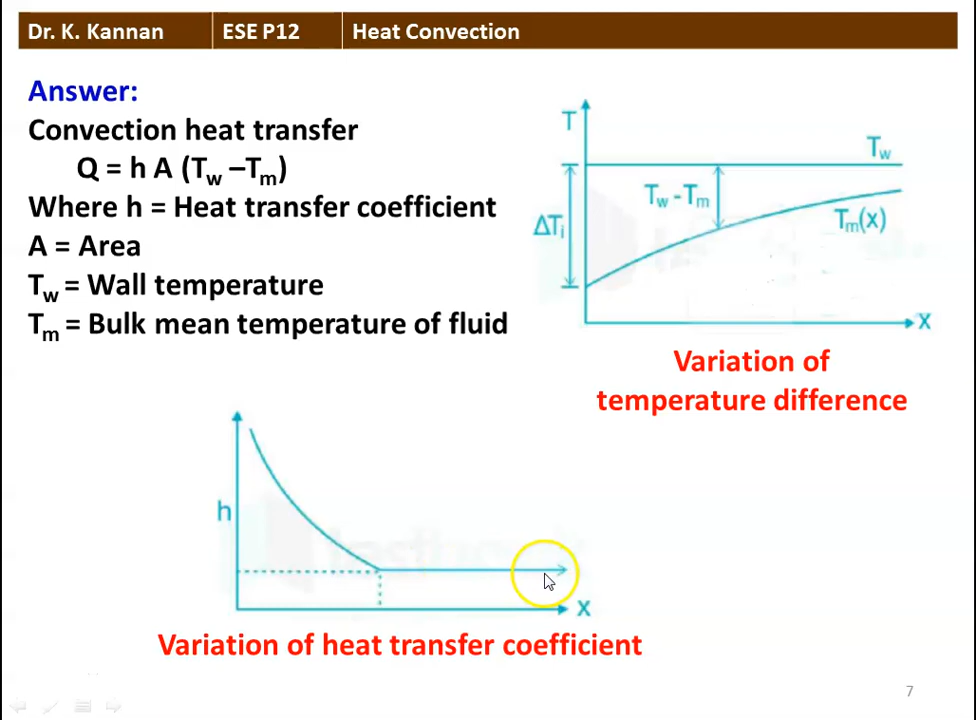 Dr. K. Kannan ESE P12 Heat Convection
Answer:
Convection heat transfer
Q = h A (Tw –Tm)
Where h = Heat transfer coefficient
A = Area
Tw = Wall temperature
Tm = Bulk mean temperature of fluid
T
Tw
Tw - Tm
ΔTi
Tm(x)
X
Variation of
temperature difference
h
X
Variation of heat transfer coefficient
7